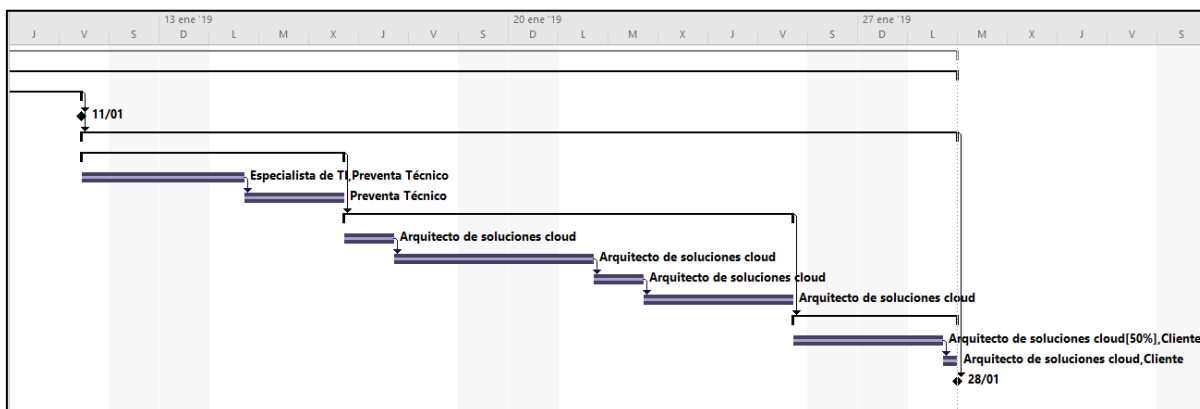 13 ene '19 20 ene '19 27 ene '19
J V S D L M X J V S D L M X J V S D L M X J V S
11/01
Especialista de TI,Preventa Técnico
Preventa Técnico
Arquitecto de soluciones cloud
Arquitecto de soluciones cloud
Arquitecto de soluciones cloud
Arquitecto de soluciones cloud
Arquitecto de soluciones cloud[50%],Cliente
Arquitecto de soluciones cloud,Cliente
28/01